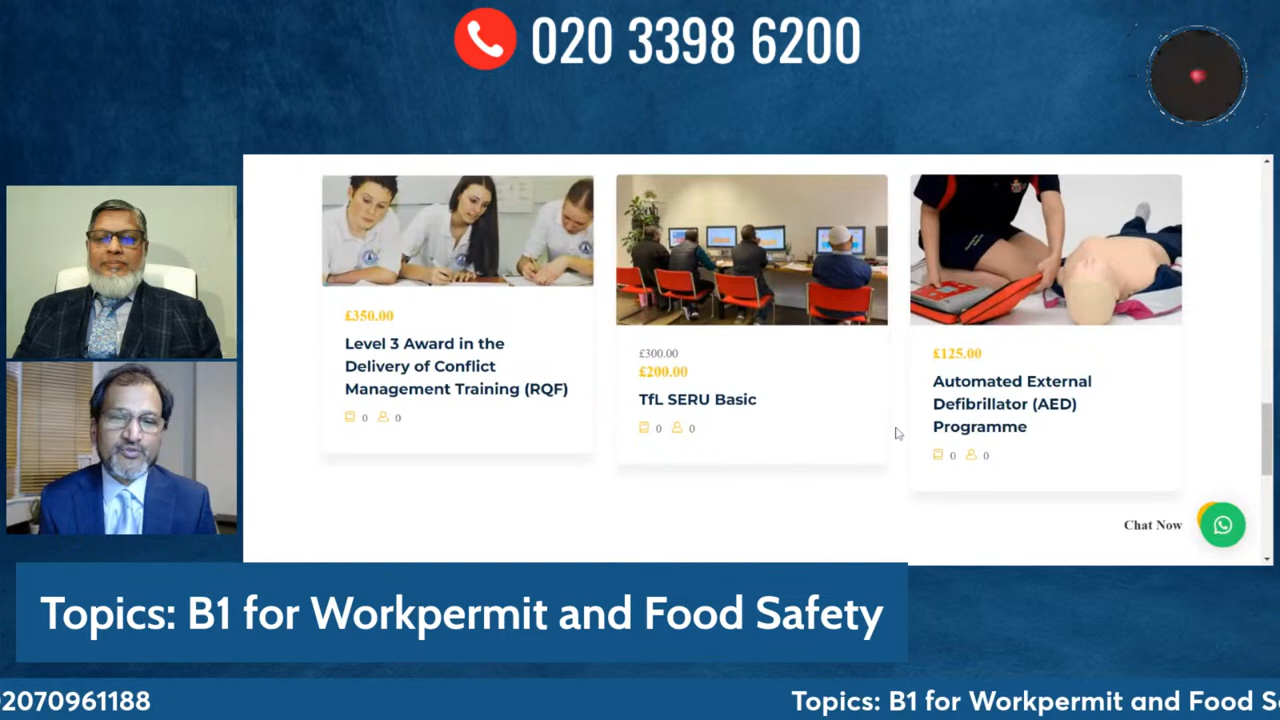 020 3398 6200
£350.00
Level 3 Award in the
Delivery of Conflict
Management Training (RQF)
0 0
£300.00
£200.00
TfL SERU Basic
0 0
£125.00
Automated External
Defibrillator (AED)
Programme
0 0
Chat Now
Topics: B1 for Workpermit and Food Safety
02070961188
Topics: B1 for Workpermit and Food S